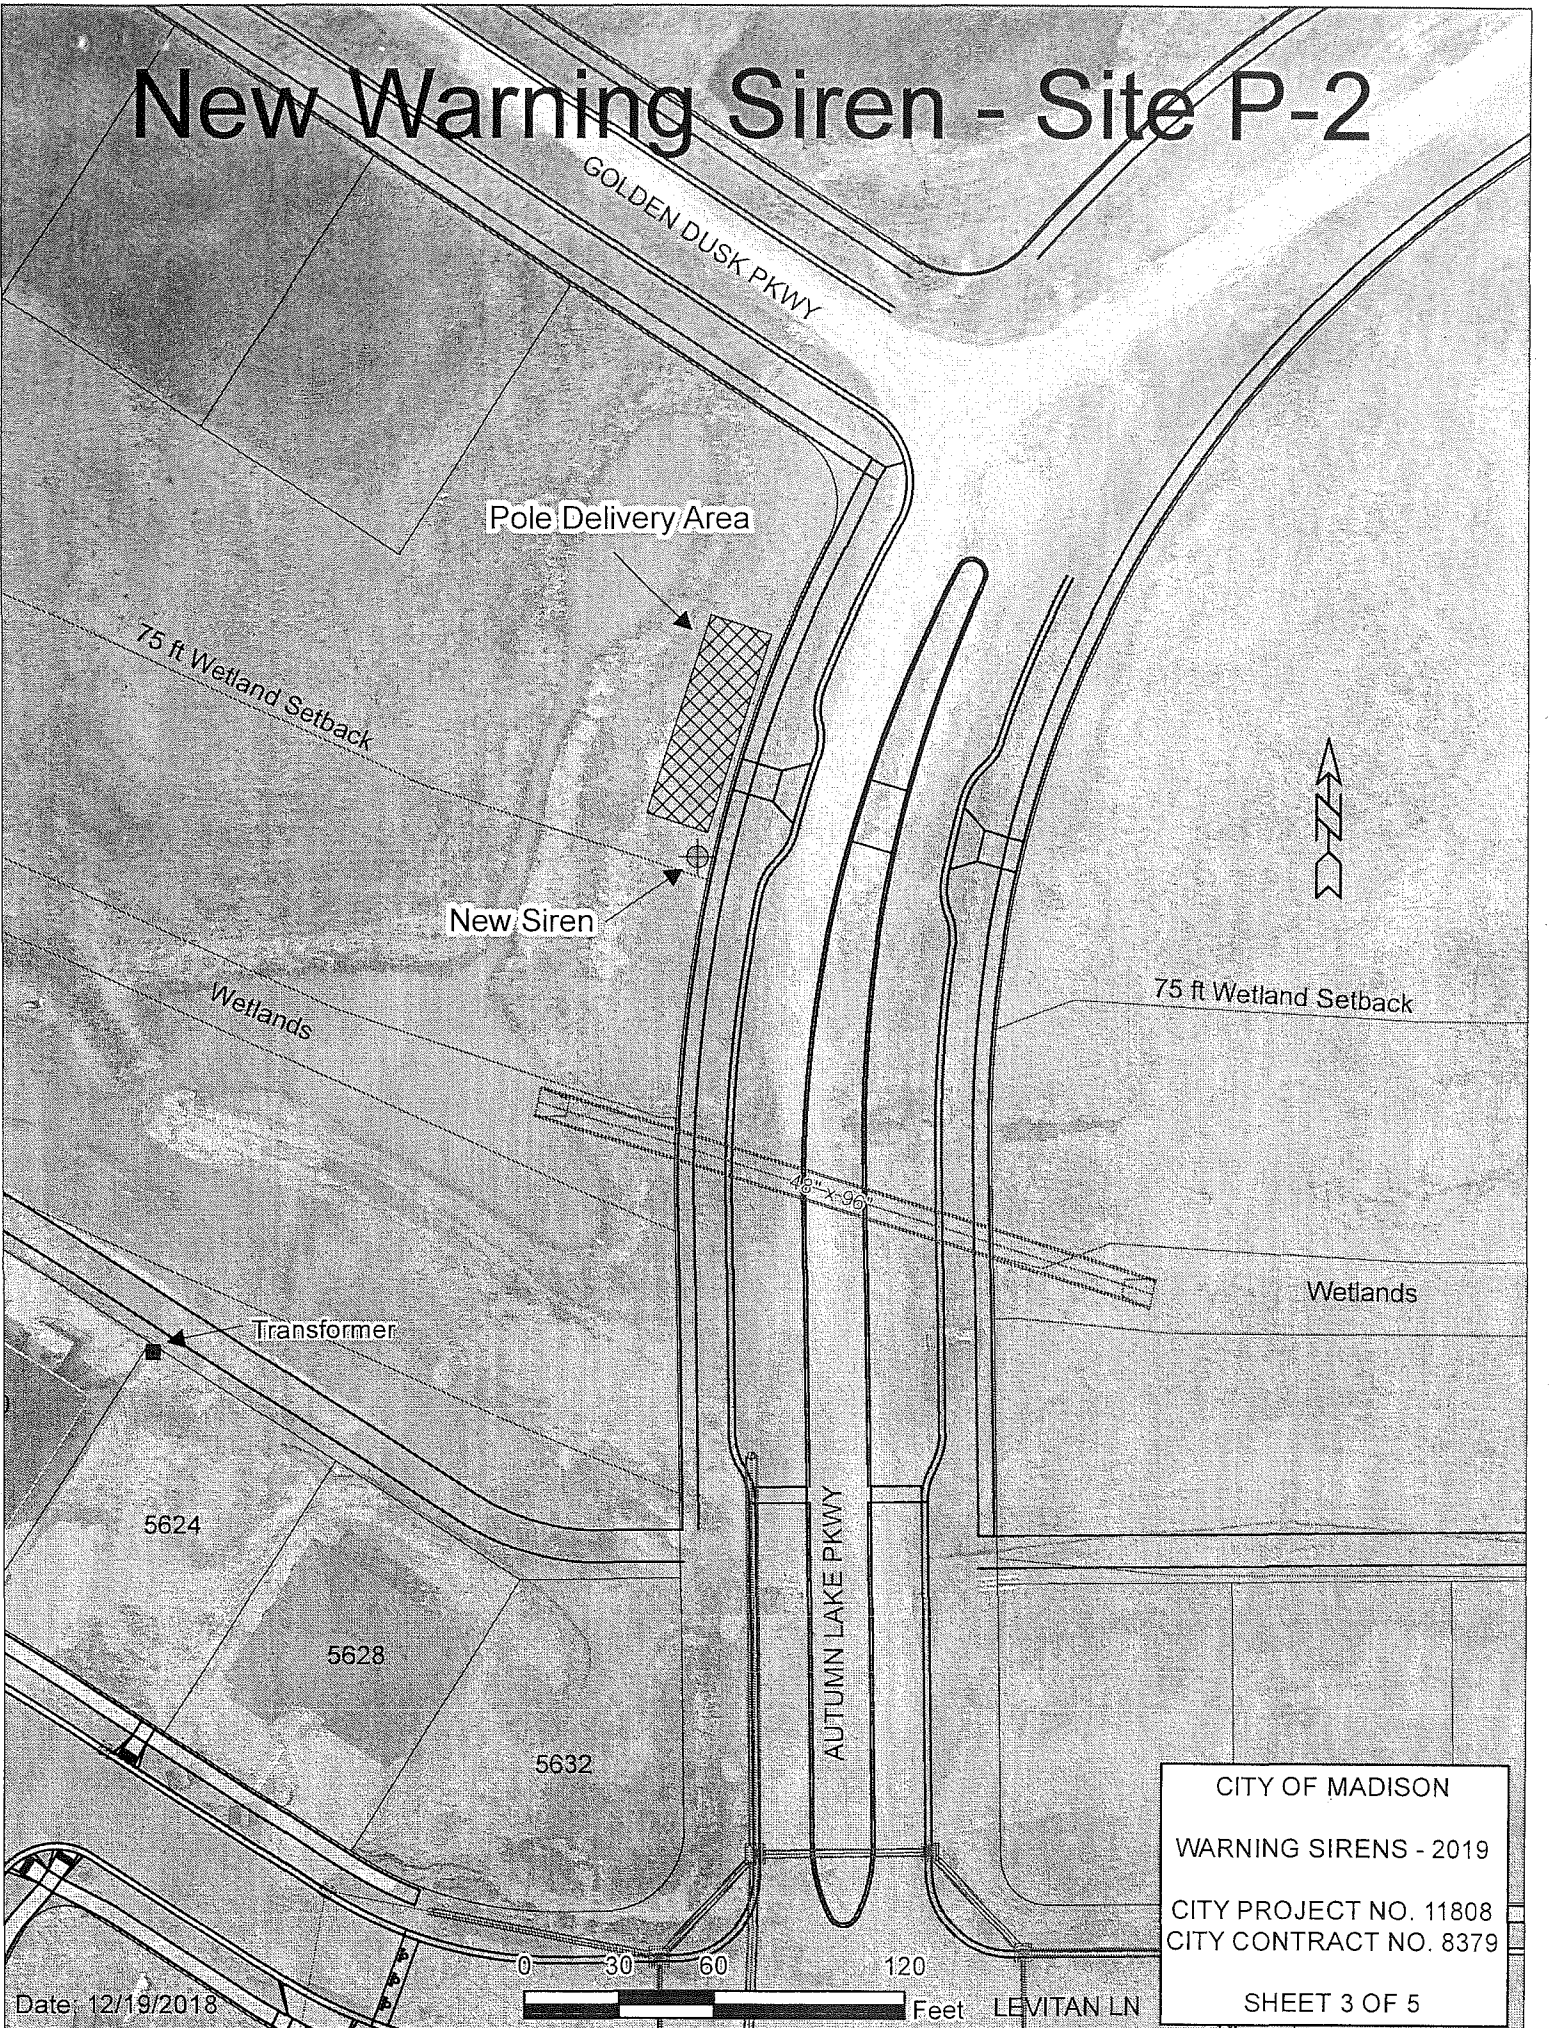 New Warning Siren - Site P-2
GOLDEN DUSK PKWY
Pole Delivery Area
75 ft Wetland Setback
New Siren
75 ft Wetland Setback
Wetlands
48" x 96"
Wetlands
Transformer
5624
AUTUMN LAKE PKWY
5628
5632
CITY OF MADISON
WARNING SIRENS - 2019
CITY PROJECT NO. 11808
CITY CONTRACT NO. 8379
SHEET 3 OF 5
0 30 60 120
Feet
LEVITAN LN
Date: 12/19/2018